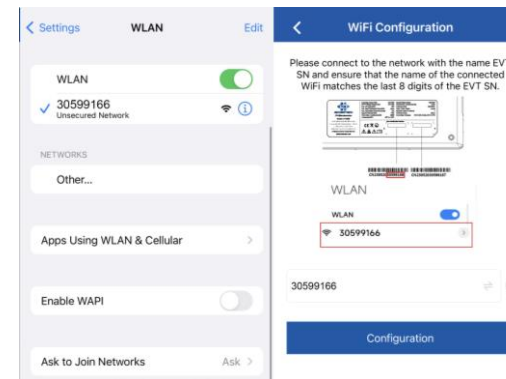 Settings
WLAN
Edit
WLAN
30599166
Unsecured Network
NETWORKS
Other...
Apps Using WLAN & Cellular
Enable WAPI
Ask to Join Networks
Ask
WiFi Configuration
Please connect to the network with the name EV
SN and ensure that the name of the connected
WiFi matches the last 8 digits of the EVT SN.
WLAN
WLAN
30599166
30599166
Configuration